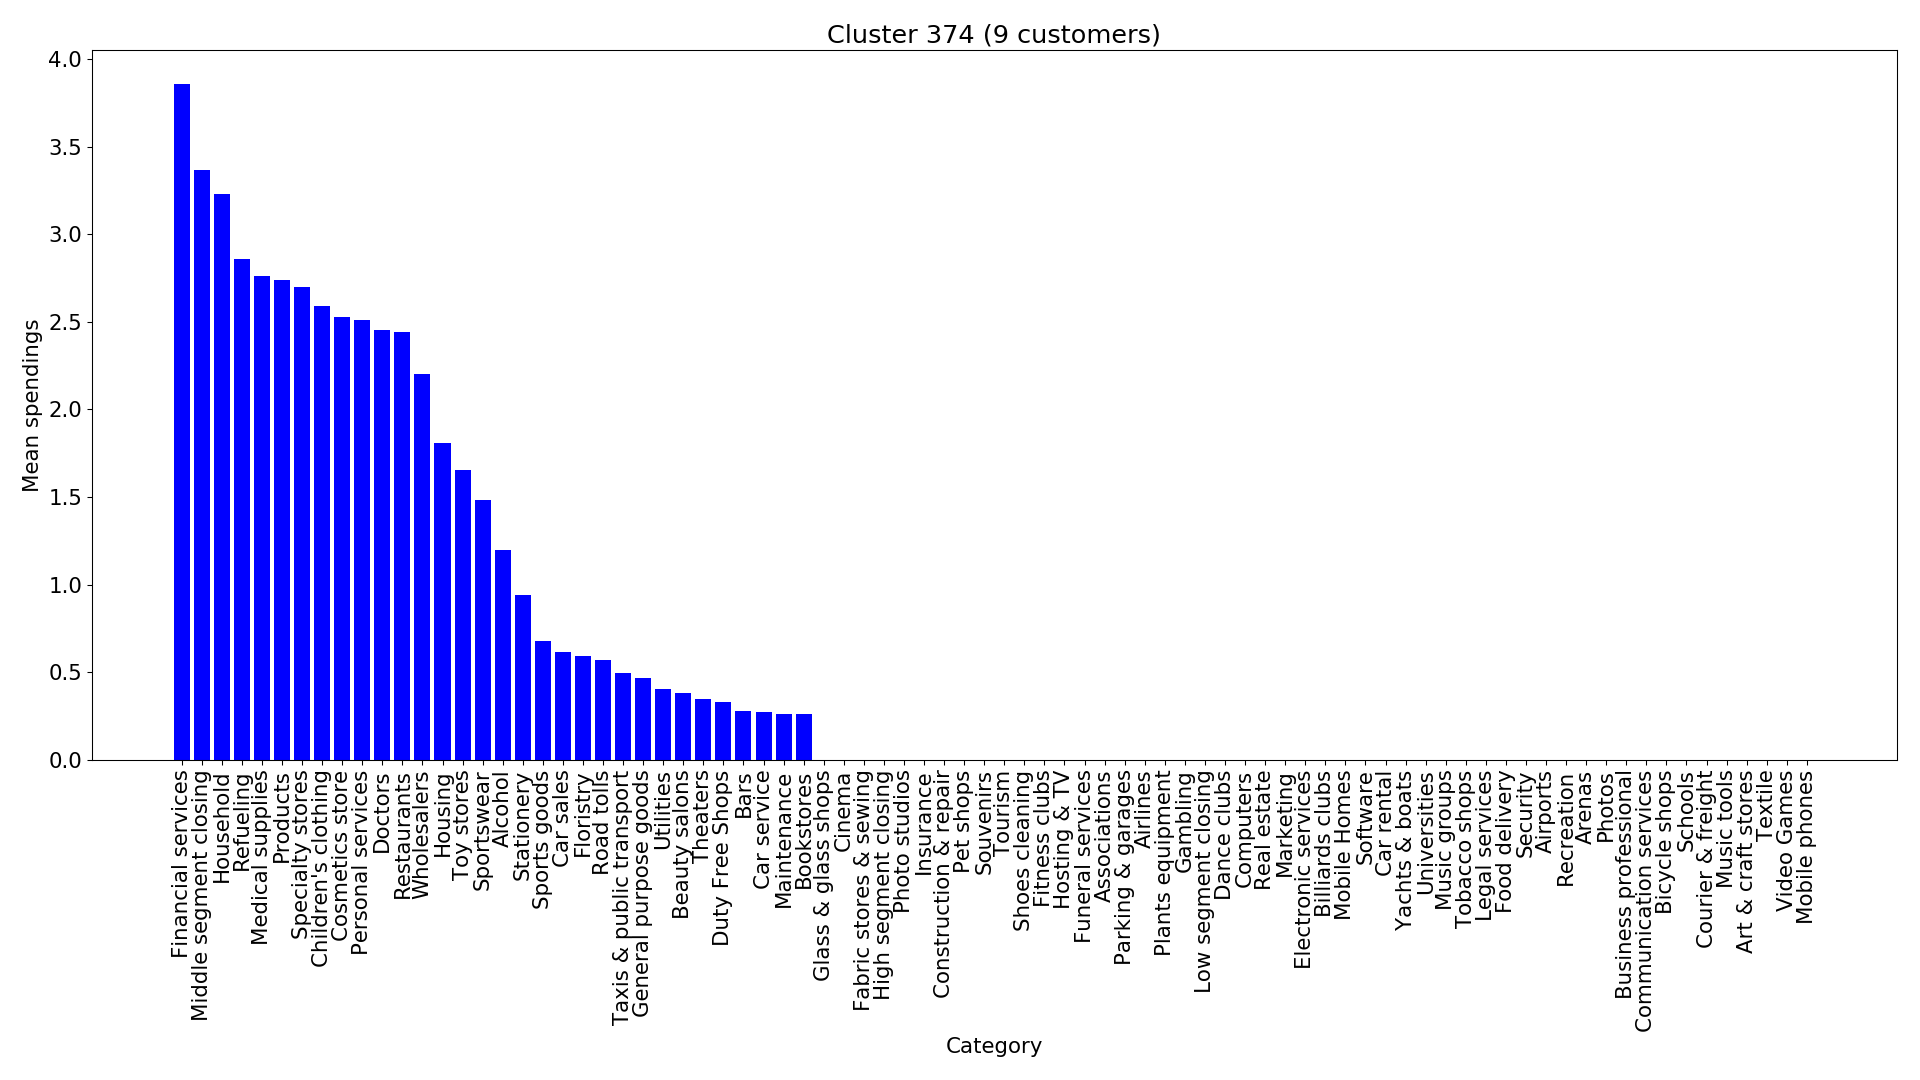 Cluster 374 (9 customers)
4.0
3.5
3.0
2.5
2.0
1.5
1.0
0.5
0.0
Mean spendings
Financial services
Middle segment closing
Household
Refueling
Medical supplies
Products
Specialty stores
Children's clothing
Cosmetics store
Personal services
Doctors
Restaurants
Wholesalers
Housing
Toy stores
Sportswear
Alcohol
Stationery
Sports goods
Car sales
Floristry
Road tolls
Taxis & public transport
General purpose goods
Utilities
Beauty salons
Theaters
Duty Free Shops
Bars
Car service
Maintenance
Bookstores
Glass & glass shops
Cinema
Fabric stores & sewing
High segment closing
Photo studios
Insurance
Construction & repair
Pet shops
Souvenirs
Tourism
Shoes cleaning
Fitness clubs
Hosting & TV
Funeral services
Associations
Parking & garages
Airlines
Plants equipment
Gambling
Low segment closing
Dance clubs
Computers
Real estate
Marketing
Electronic services
Billiards clubs
Mobile Homes
Software
Car rental
Yachts & boats
Universities
Music groups
Tobacco shops
Legal services
Food delivery
Security
Airports
Recreation
Arenas
Photos
Business professional
Communication services
Bicycle shops
Schools
Courier & freight
Music tools
Art & craft stores
Textile
Video Games
Mobile phones
Category